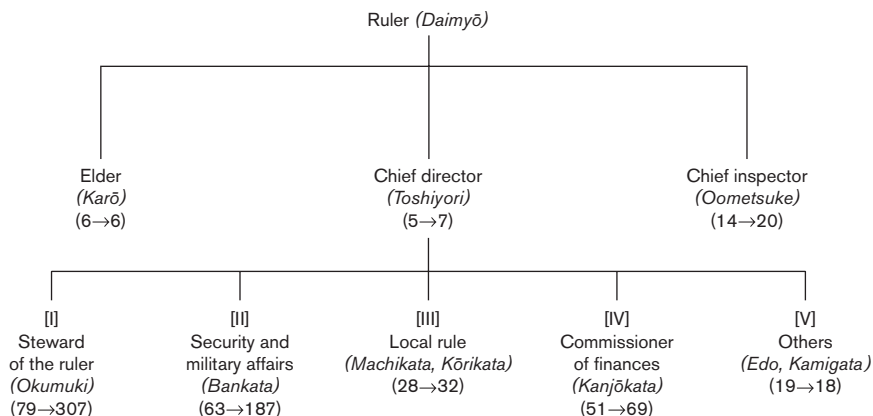 Ruler (Daimyō)
Elder
(Karō)
(6→6)
Chief director
(Toshiyori)
(5→7)
Chief inspector
(Oometsuke)
(14→20)
[I]
Steward
of the ruler
(Okumuki)
(79→307)
[II]
Security and
military affairs
(Bankata)
(63→187)
[III]
Local rule
(Machikata, Kōrikata)
(28→32)
[IV]
Commissioner
of finances
(Kanjōkata)
(51→69)
[V]
Others
(Edo, Kamigata)
(19→18)